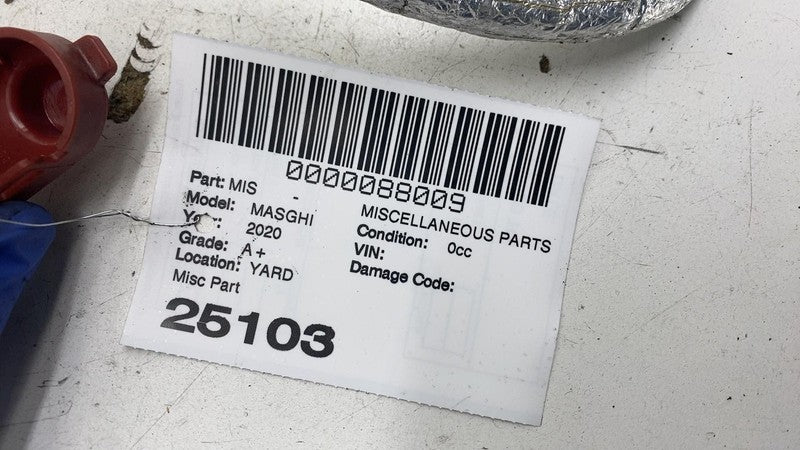 0000088009
Part: MIS - MISCELLANEOUS PARTS
Model: MASGHI Condition: 0cc
2020 VIN:
Grade: A+ Damage Code:
Location: YARD
Misc Part
25103